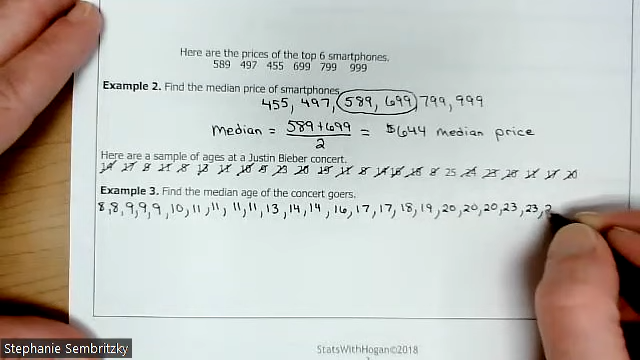 Here are the prices of the top 6 smartphones.
589 497 455 699 799 999
Example 2. Find the median price of smartphones.
455, 497, 589, 699, 799, 999
median = 589+699 / 2 = $644 median price
Here are a sample of ages at a Justin Bieber concert.
25
Example 3. Find the median age of the concert goers.
8, 8, 9, 9, 9, 10, 11, 11, 11, 11, 13, 14, 14, 16, 17, 17, 18, 19, 20, 20, 20, 23, 23, 2
Stephanie Sembritzky
StatsWithHogan©2018